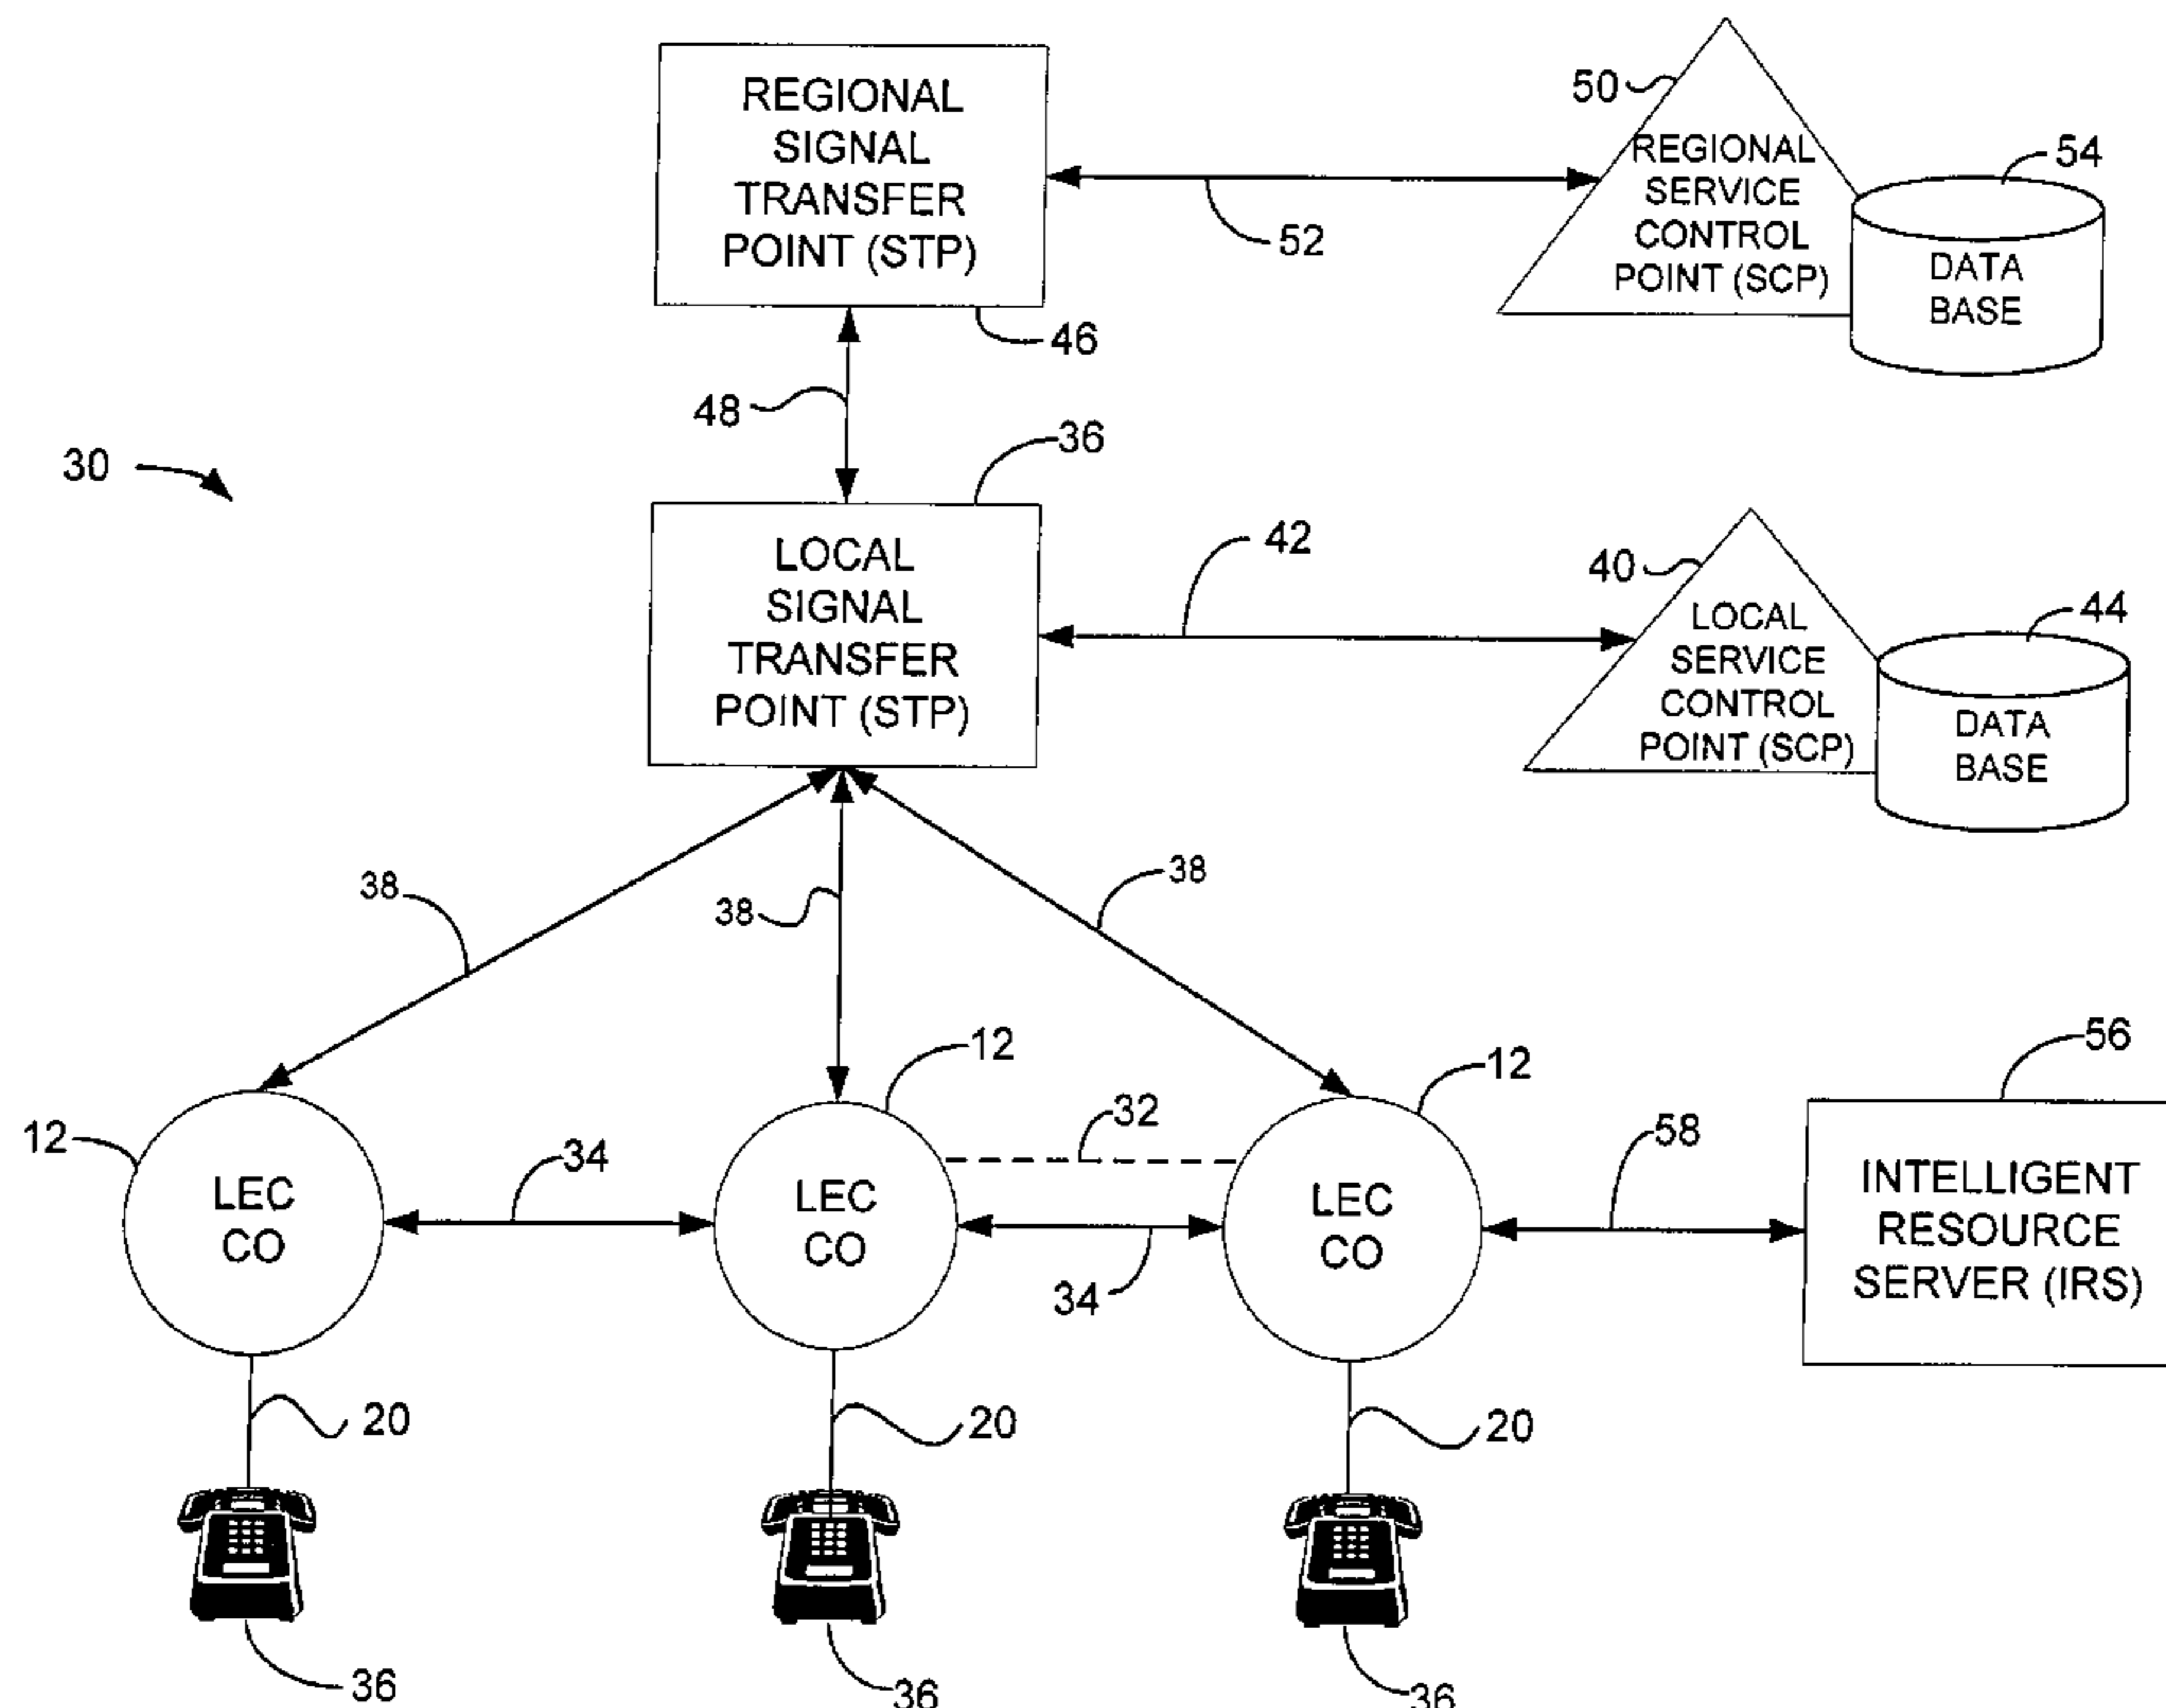 REGIONAL
SIGNAL
TRANSFER
POINT (STP)
50
REGIONAL
SERVICE
CONTROL
POINT (SCP)
54
DATA
BASE
52
46
48
36
30
LOCAL
SIGNAL
TRANSFER
POINT (STP)
42
40
LOCAL
SERVICE
CONTROL
POINT (SCP)
44
DATA
BASE
38
38
38
12
12
12
56
LEC
CO
34
LEC
CO
32
34
LEC
CO
58
INTELLIGENT
RESOURCE
SERVER (IRS)
20
20
20
36
36
36